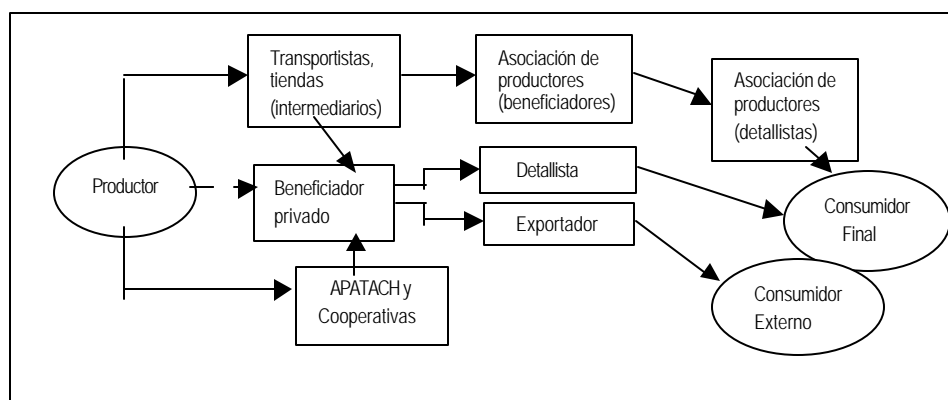 Transportistas,
tiendas
(intermediarios)
Asociación de
productores
(beneficiadores)
Asociación de
productores
(detallistas)
Productor
Beneficiador
privado
Detallista
Exportador
Consumidor
Final
APATACH y
Cooperativas
Consumidor
Externo